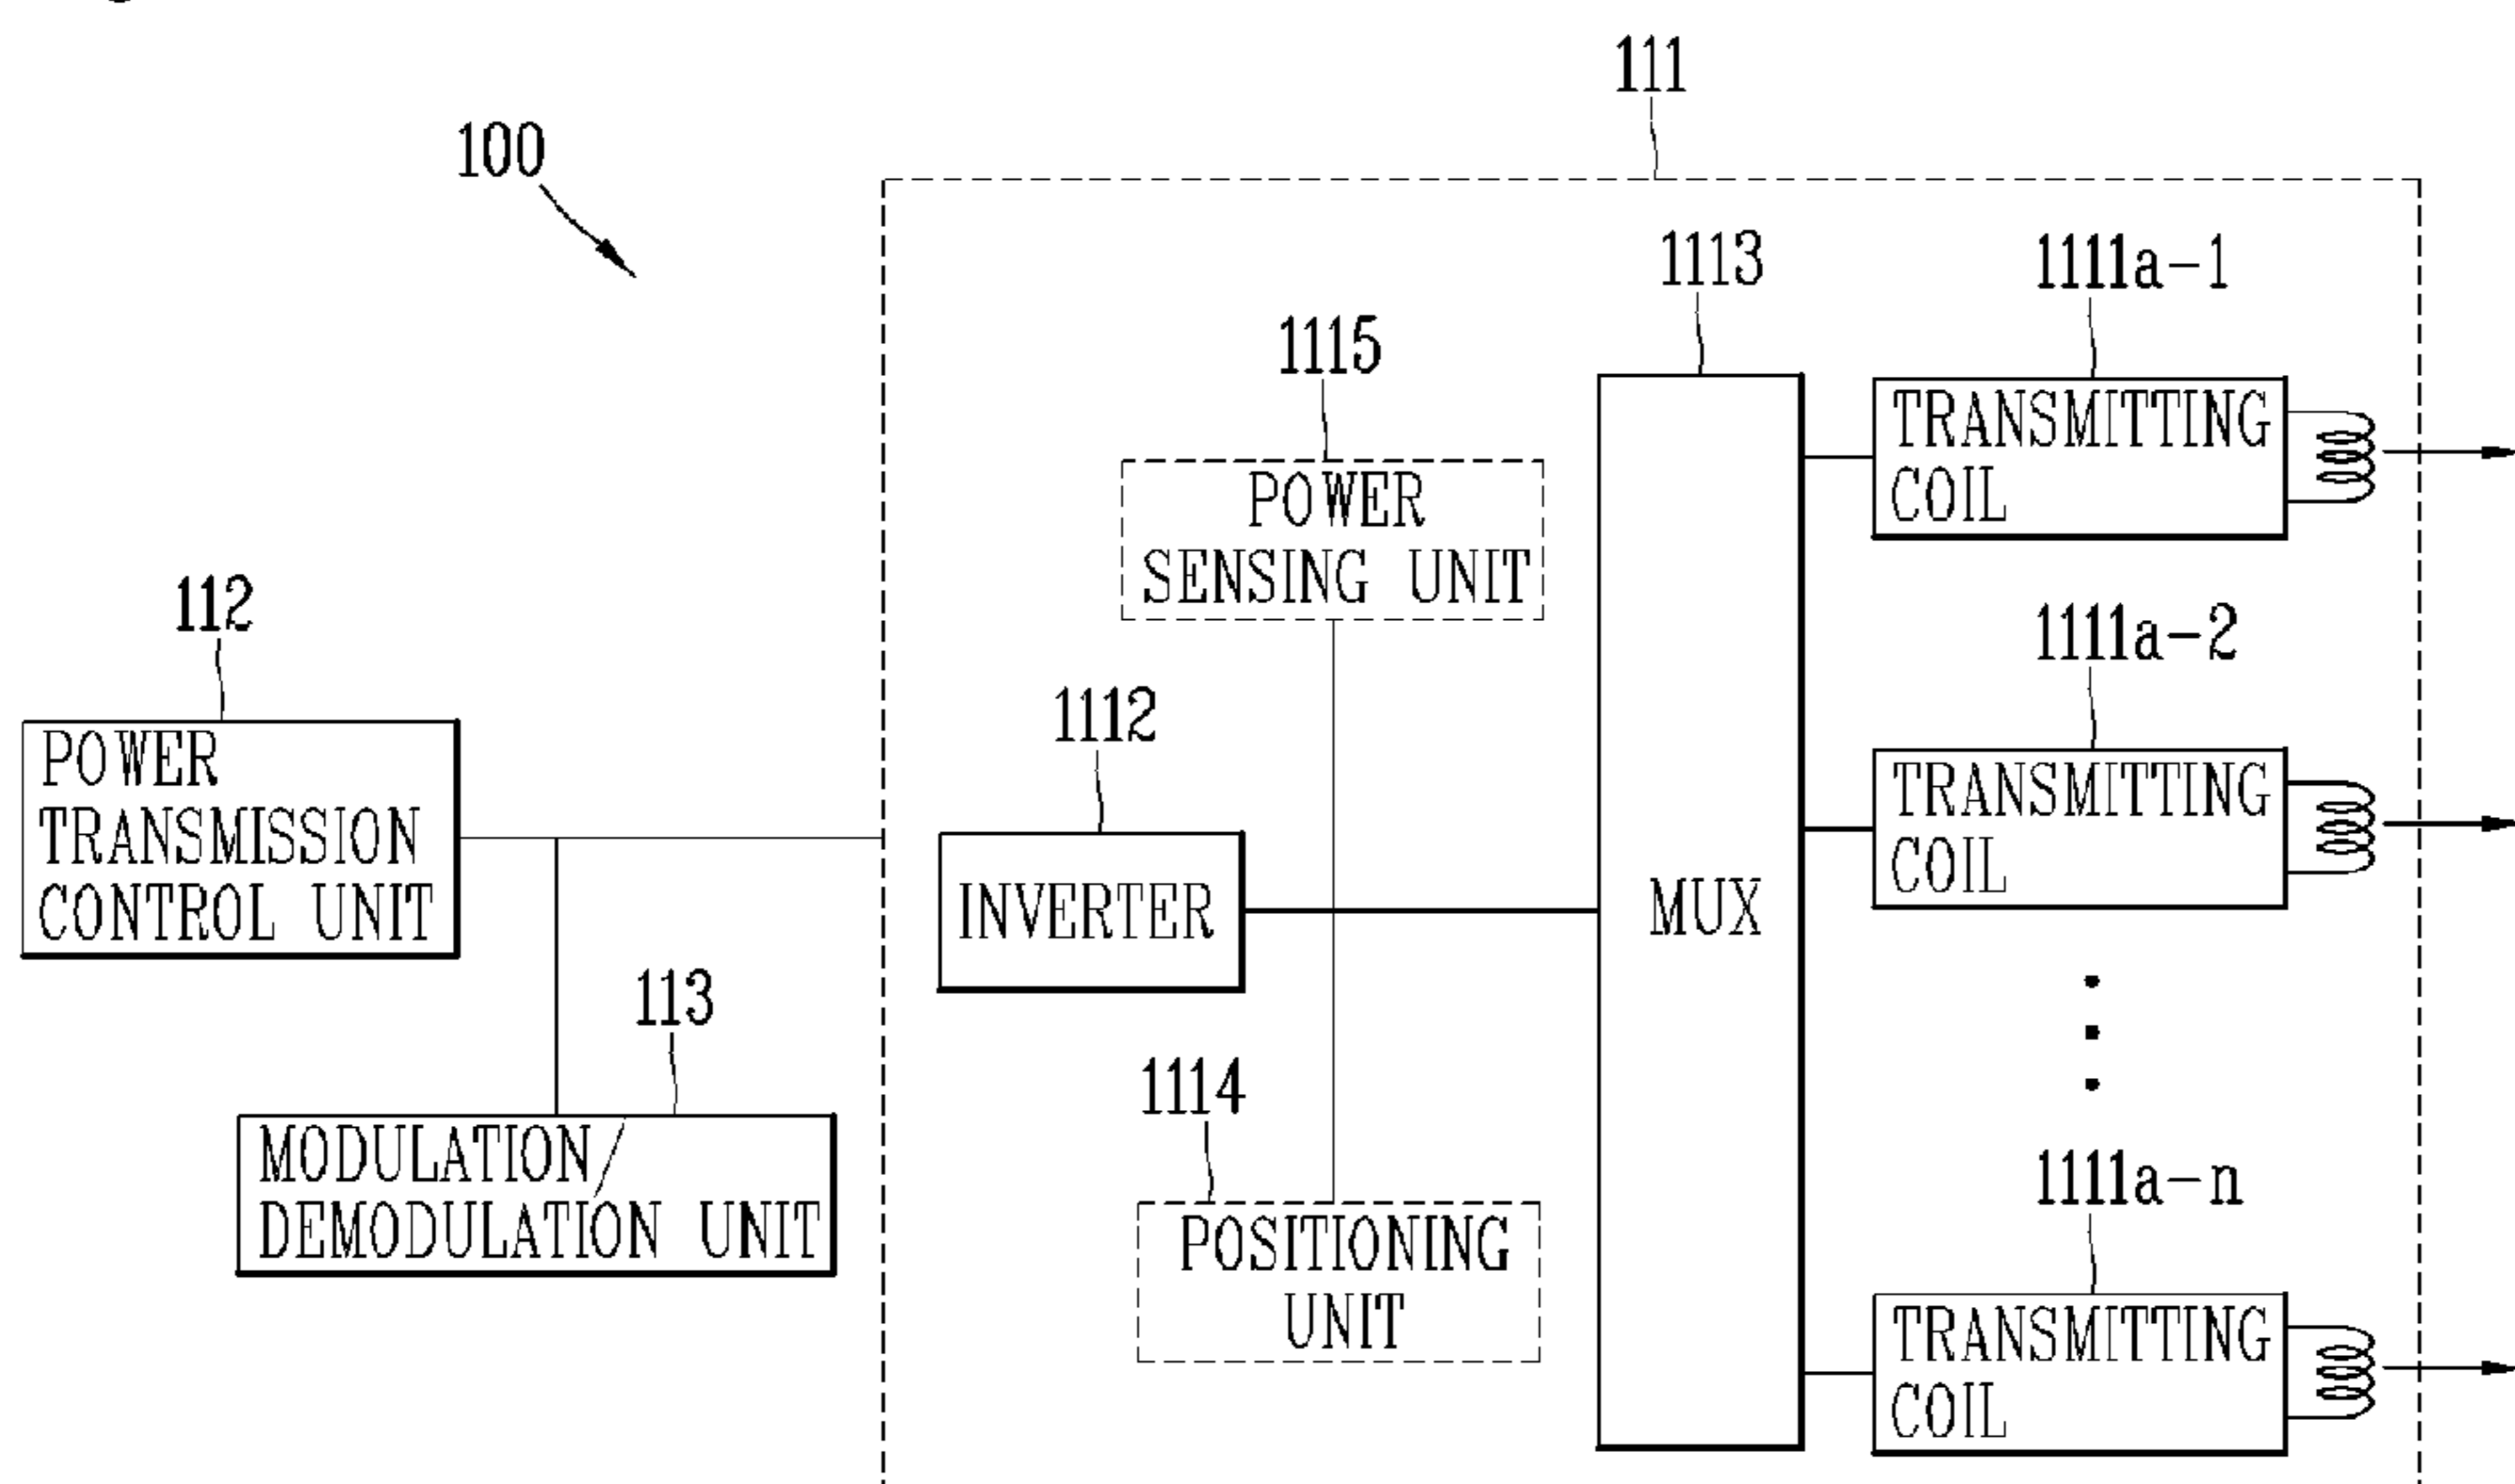 111
100
1113
1111a-1
1115
TRANSMITTING
COIL
POWER
SENSING UNIT
112
1111a-2
1112
POWER
TRANSMISSION
CONTROL UNIT
TRANSMITTING
COIL
INVERTER
MUX
113
1114
MODULATION/
DEMODULATION UNIT
1111a-n
POSITIONING
UNIT
TRANSMITTING
COIL